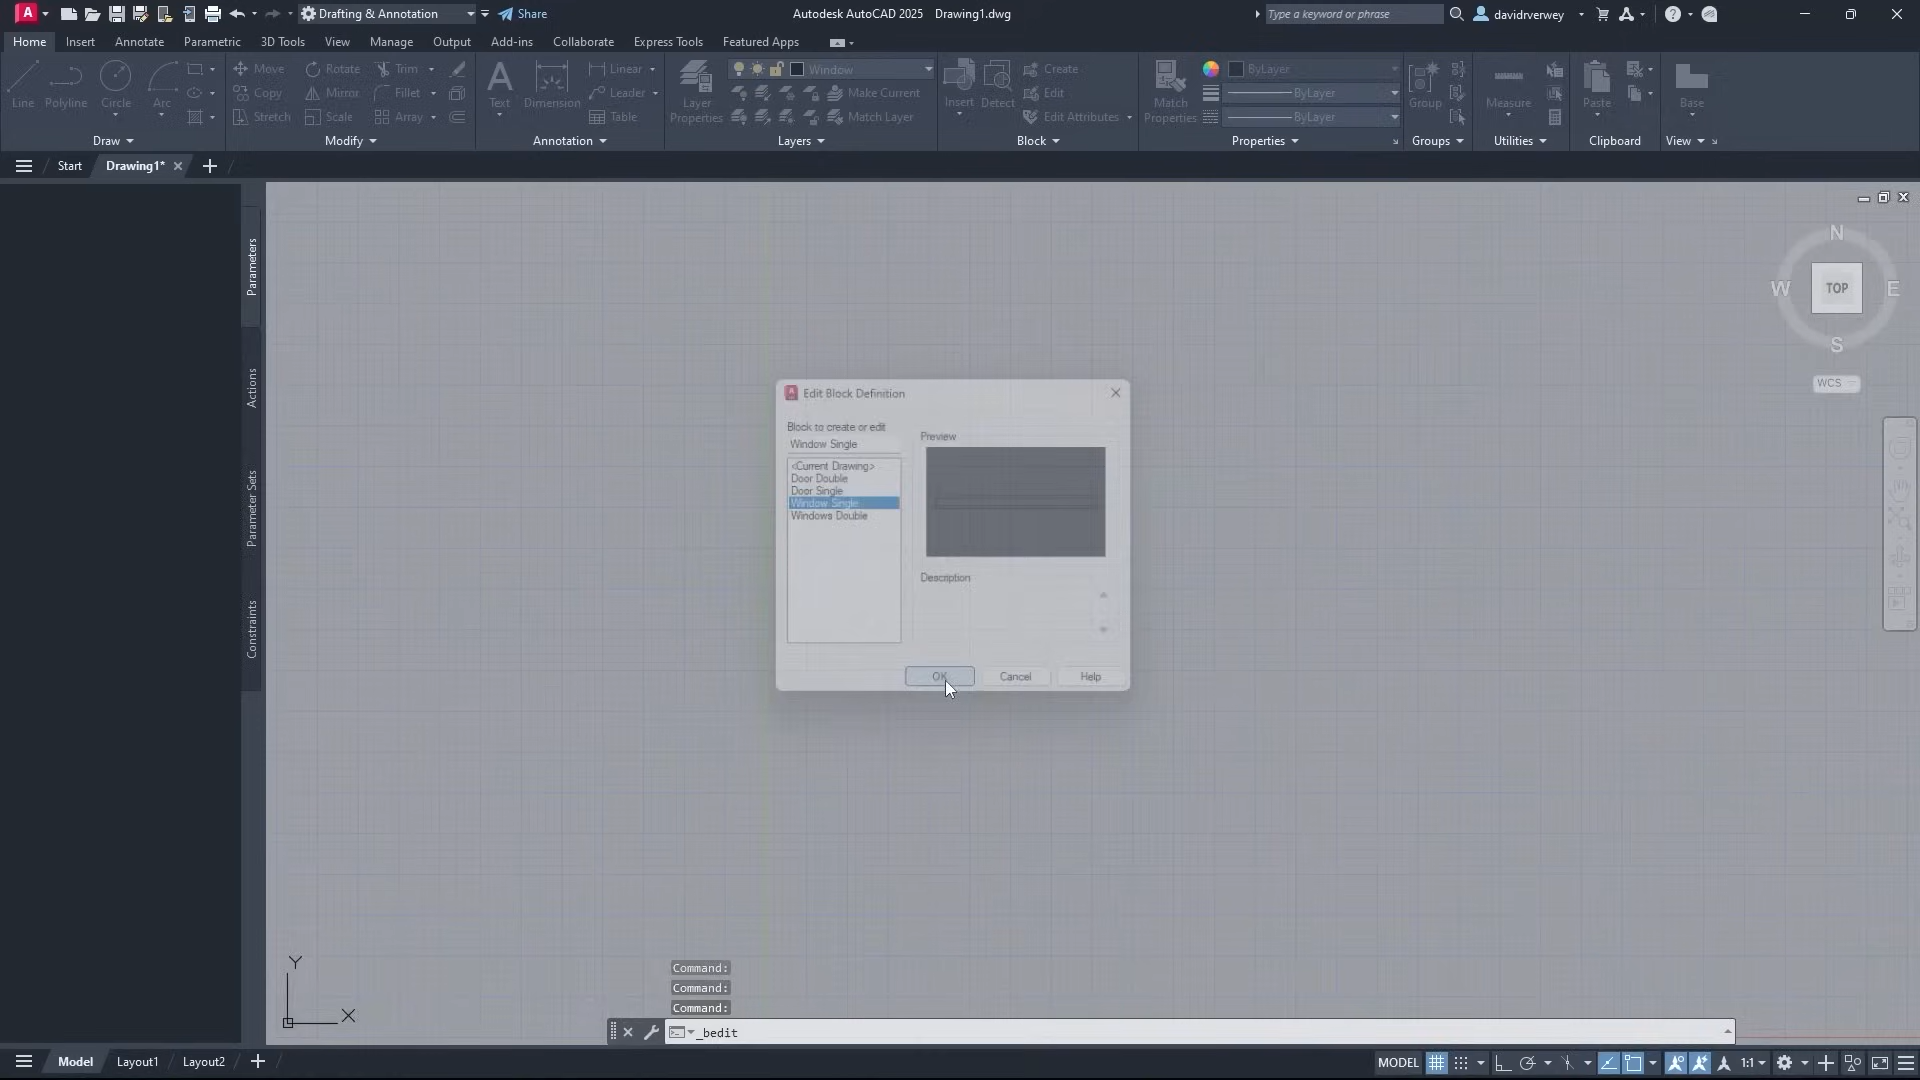 Drafting & Annotation
Share
Autodesk AutoCAD 2025 Drawing1.dwg
Type a keyword or phrase
davidrverwey
Home Insert Annotate Parametric 3D Tools View Manage Output Add-ins Collaborate Express Tools Featured Apps
Line Polyline Circle Arc
Move Rotate Trim
Copy Mirror Fillet
Stretch Scale Array
Text Dimension
Linear
Leader
Table
Layer Properties
Window
Make Current
Match Layer
Insert Detect
Create
Edit
Edit Attributes
Match Properties
ByLayer
ByLayer
ByLayer
Group
Measure
Paste
Base
Draw Modify Annotation Layers Block Properties Groups Utilities Clipboard View
Start Drawing1*
Parameters
Actions
Parameter Sets
Constraints
N
W TOP E
S
WCS
Edit Block Definition
Block to create or edit
Window Single
<Current Drawing>
Door Double
Door Single
Window Single
Windows Double
Preview
Description
OK Cancel Help
Y
X
Command:
Command:
Command:
_bedit
Model Layout1 Layout2
MODEL
1:1